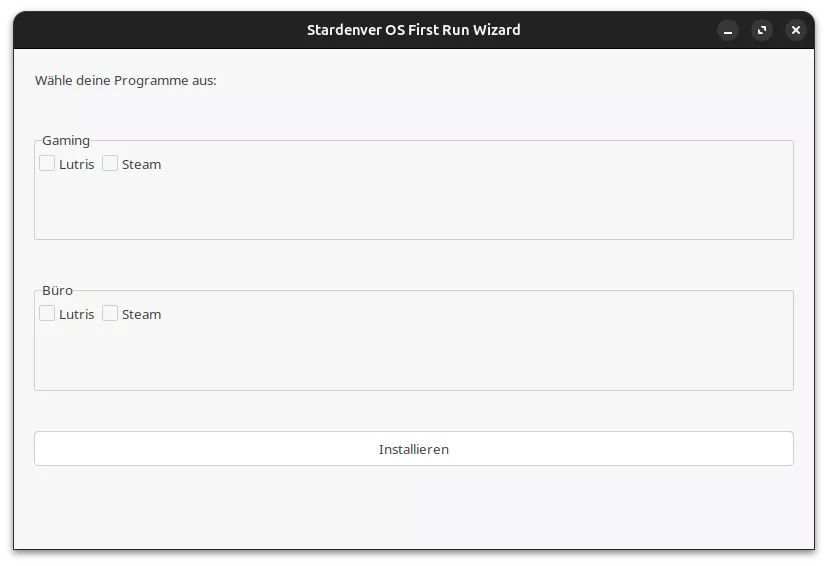 Stardenver OS First Run Wizard
Wähle deine Programme aus:
Gaming
Lutris Steam
Büro
Lutris Steam
Installieren